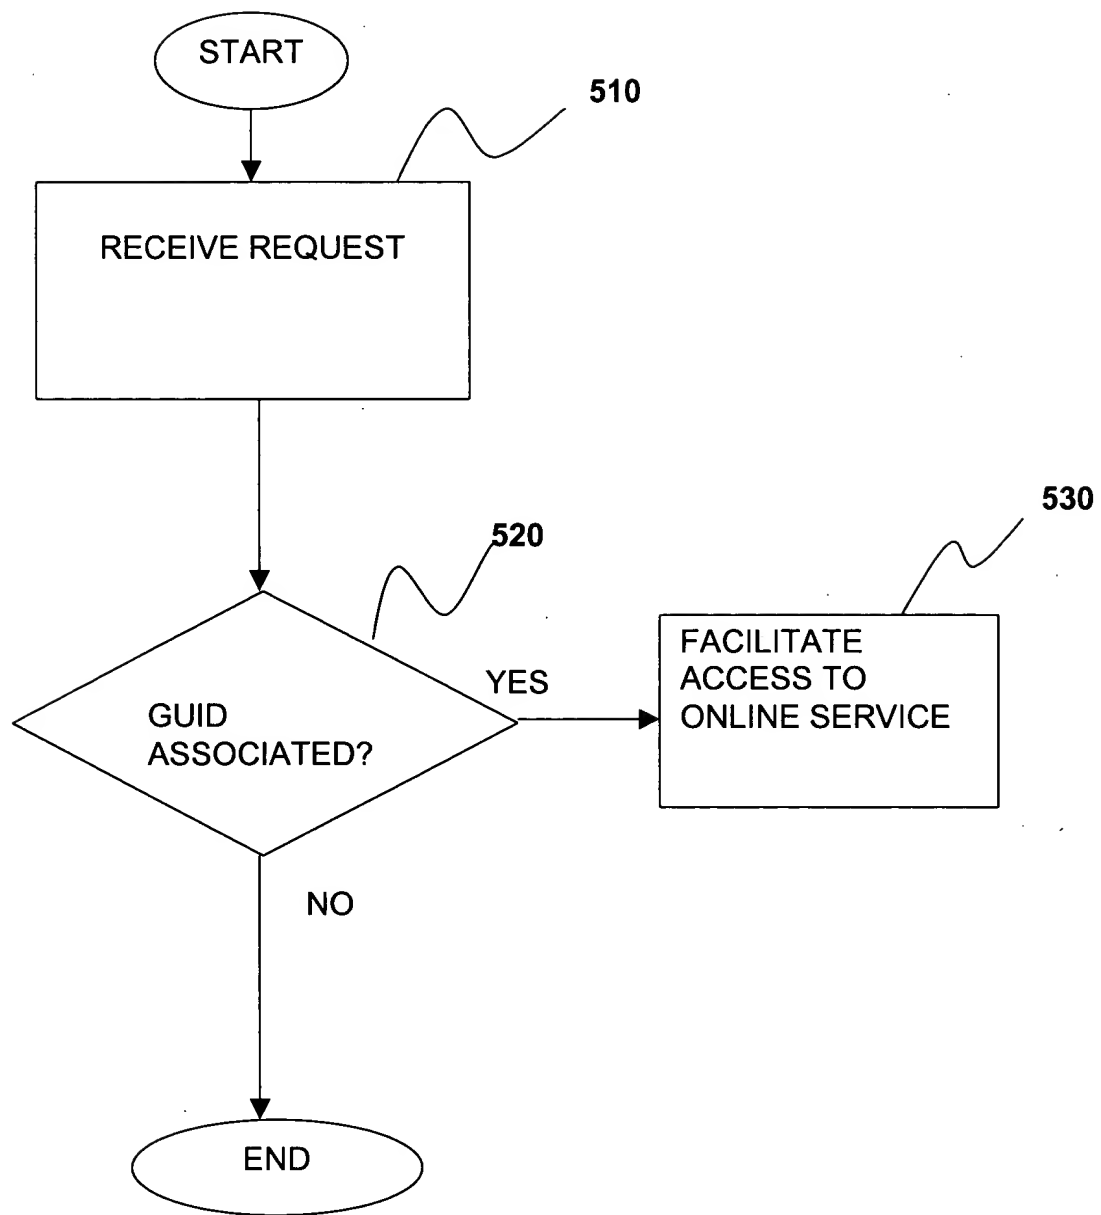 START
510
RECEIVE REQUEST
530
520
FACILITATE
ACCESS TO
ONLINE SERVICE
YES
GUID
ASSOCIATED?
NO
END